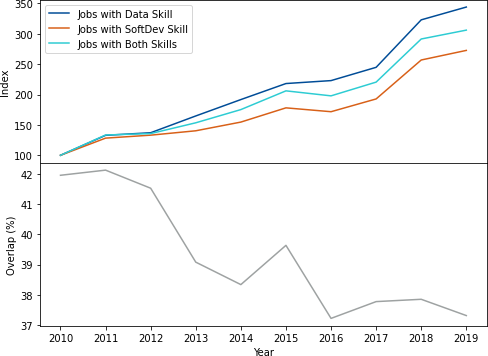 350
300
250
200
150
100
Index
Jobs with Data Skill
Jobs with SoftDev Skill
Jobs with Both Skills
42
41
40
39
38
37
Overlap (%)
2010 2011 2012 2013 2014 2015 2016 2017 2018 2019
Year